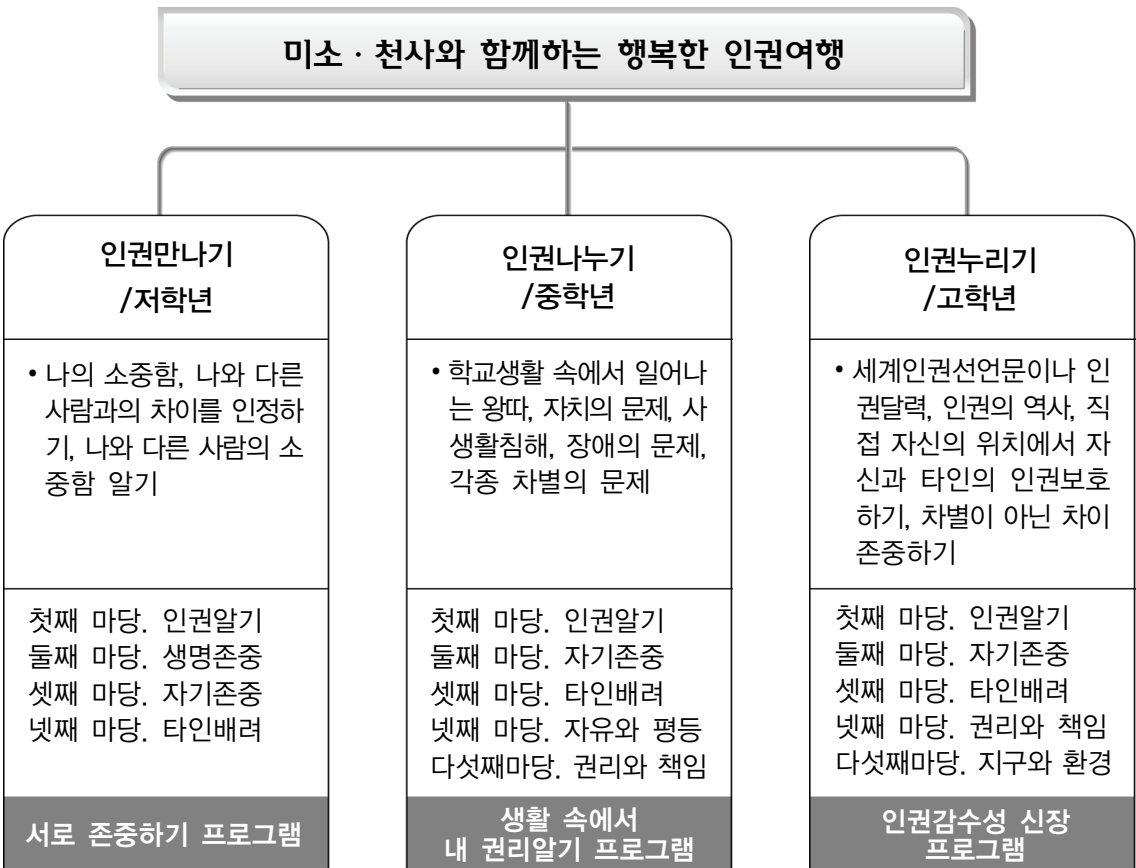 미소 · 천사와 함께하는 행복한 인권여행
인권만나기
/저학년
• 나의 소중함, 나와 다른
사람과의 차이를 인정하
기, 나와 다른 사람의 소
중함 알기
첫째 마당. 인권알기
둘째 마당. 생명존중
셋째 마당. 자기존중
넷째 마당. 타인배려
서로 존중하기 프로그램
인권나누기
/중학년
• 학교생활 속에서 일어나
는 왕따, 자치의 문제, 사
생활침해, 장애의 문제,
각종 차별의 문제
첫째 마당. 인권알기
둘째 마당. 자기존중
셋째 마당. 타인배려
넷째 마당. 자유와 평등
다섯째마당. 권리와 책임
생활 속에서
내 권리알기 프로그램
인권누리기
/고학년
• 세계인권선언문이나 인
권달력, 인권의 역사, 직
접 자신의 위치에서 자
신과 타인의 인권보호
하기, 차별이 아닌 차이
존중하기
첫째 마당. 인권알기
둘째 마당. 자기존중
셋째 마당. 타인배려
넷째 마당. 권리와 책임
다섯째마당. 지구와 환경
인권감수성 신장
프로그램